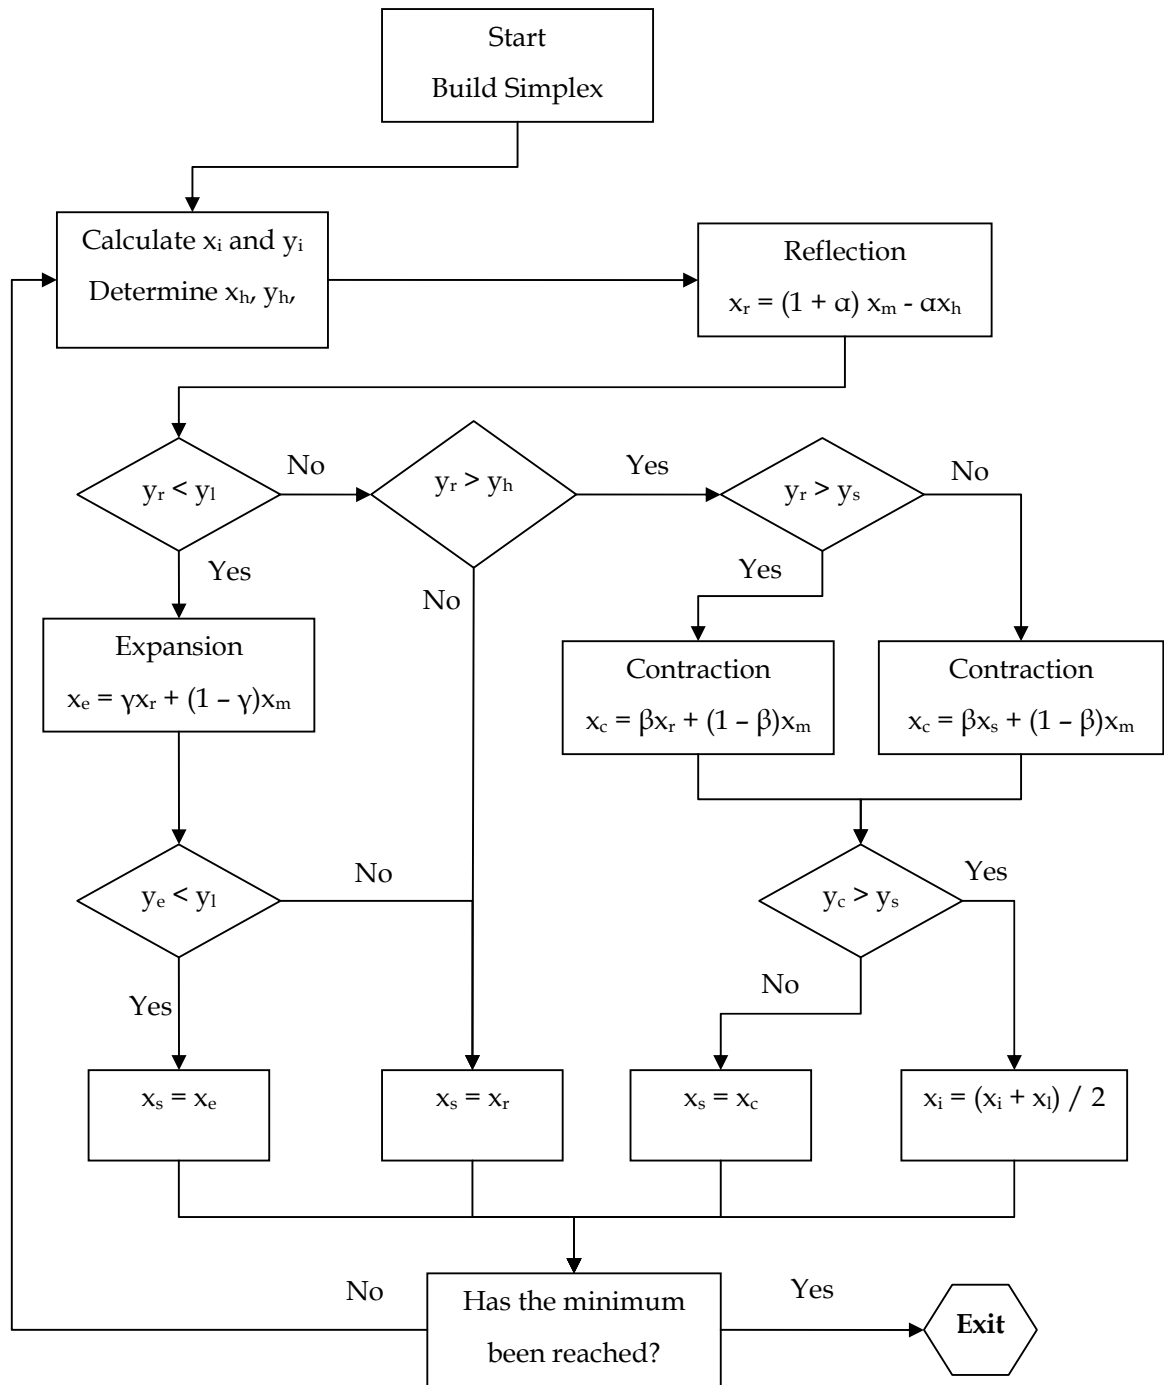 Start
Build Simplex
Calculate xᵢ and yᵢ
Determine xₕ, yₕ,
Reflection
xᵣ = (1 + α) xₘ - αxₕ
yᵣ < yₗ
No
yᵣ > yₕ
Yes
yᵣ > yₛ
No
Yes
No
Yes
Expansion
xₑ = γxᵣ + (1 – γ)xₘ
Contraction
x꜀ = βxᵣ + (1 – β)xₘ
Contraction
x꜀ = βxₛ + (1 – β)xₘ
yₑ < yₗ
No
y꜀ > yₛ
Yes
Yes
No
xₛ = xₑ
xₛ = xᵣ
xₛ = x꜀
xᵢ = (xᵢ + xₗ) / 2
No
Has the minimum
been reached?
Yes
Exit